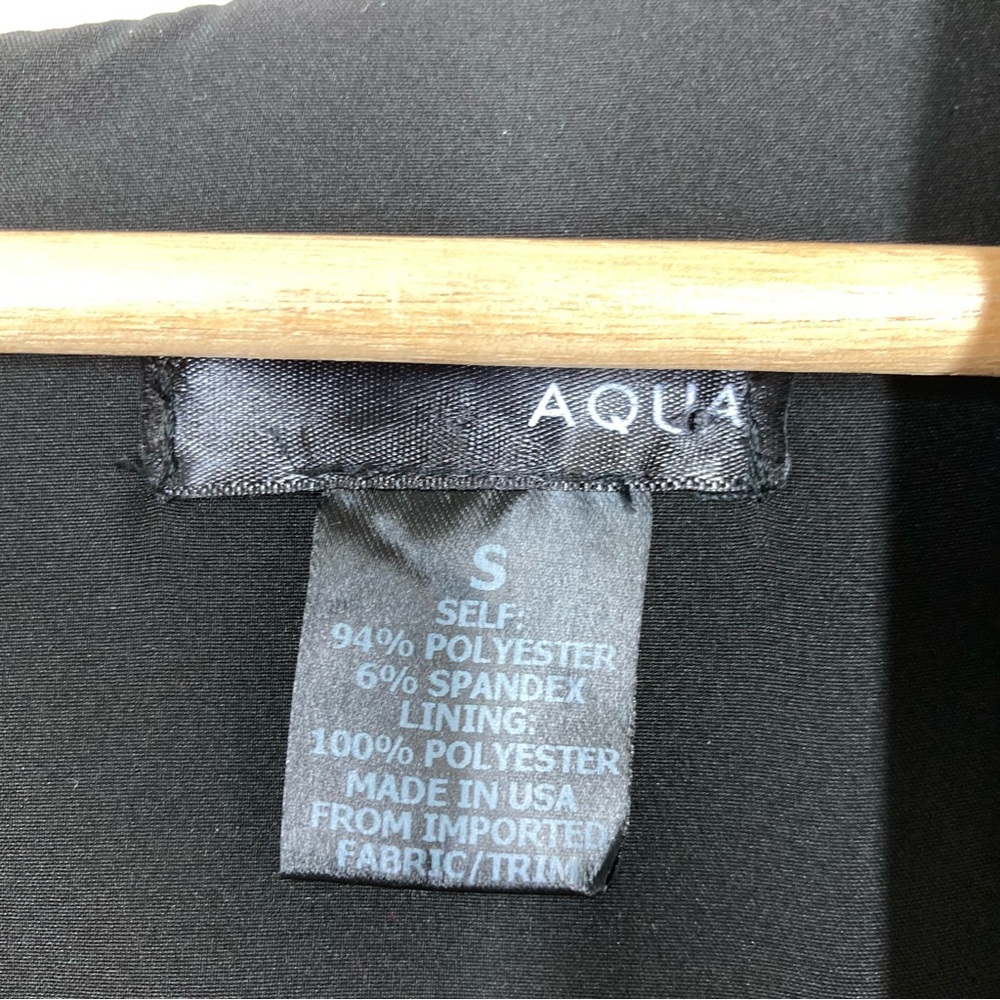 AQUA
S
SELF:
94% POLYESTER
6% SPANDEX
LINING:
100% POLYESTER
MADE IN USA
FROM IMPORTED
FABRIC/TRIM